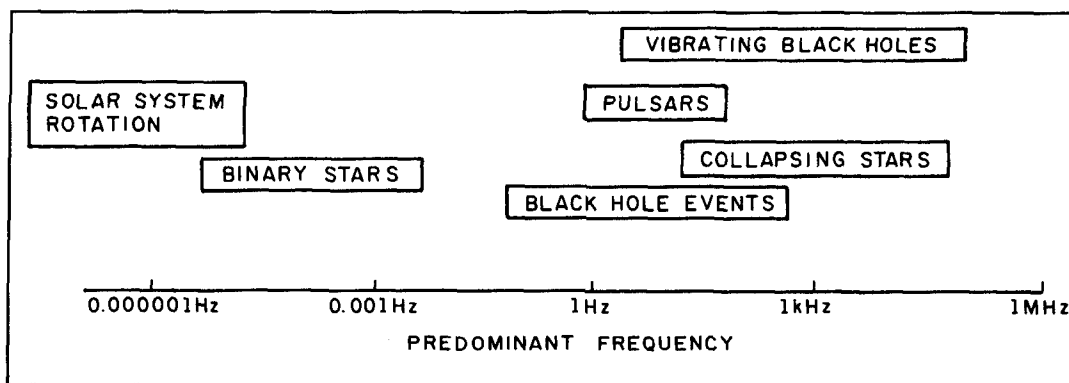 VIBRATING BLACK HOLES
SOLAR SYSTEM
ROTATION
PULSARS
COLLAPSING STARS
BINARY STARS
BLACK HOLE EVENTS
0.000001Hz
0.001Hz
1Hz
1kHz
1MHz
PREDOMINANT FREQUENCY